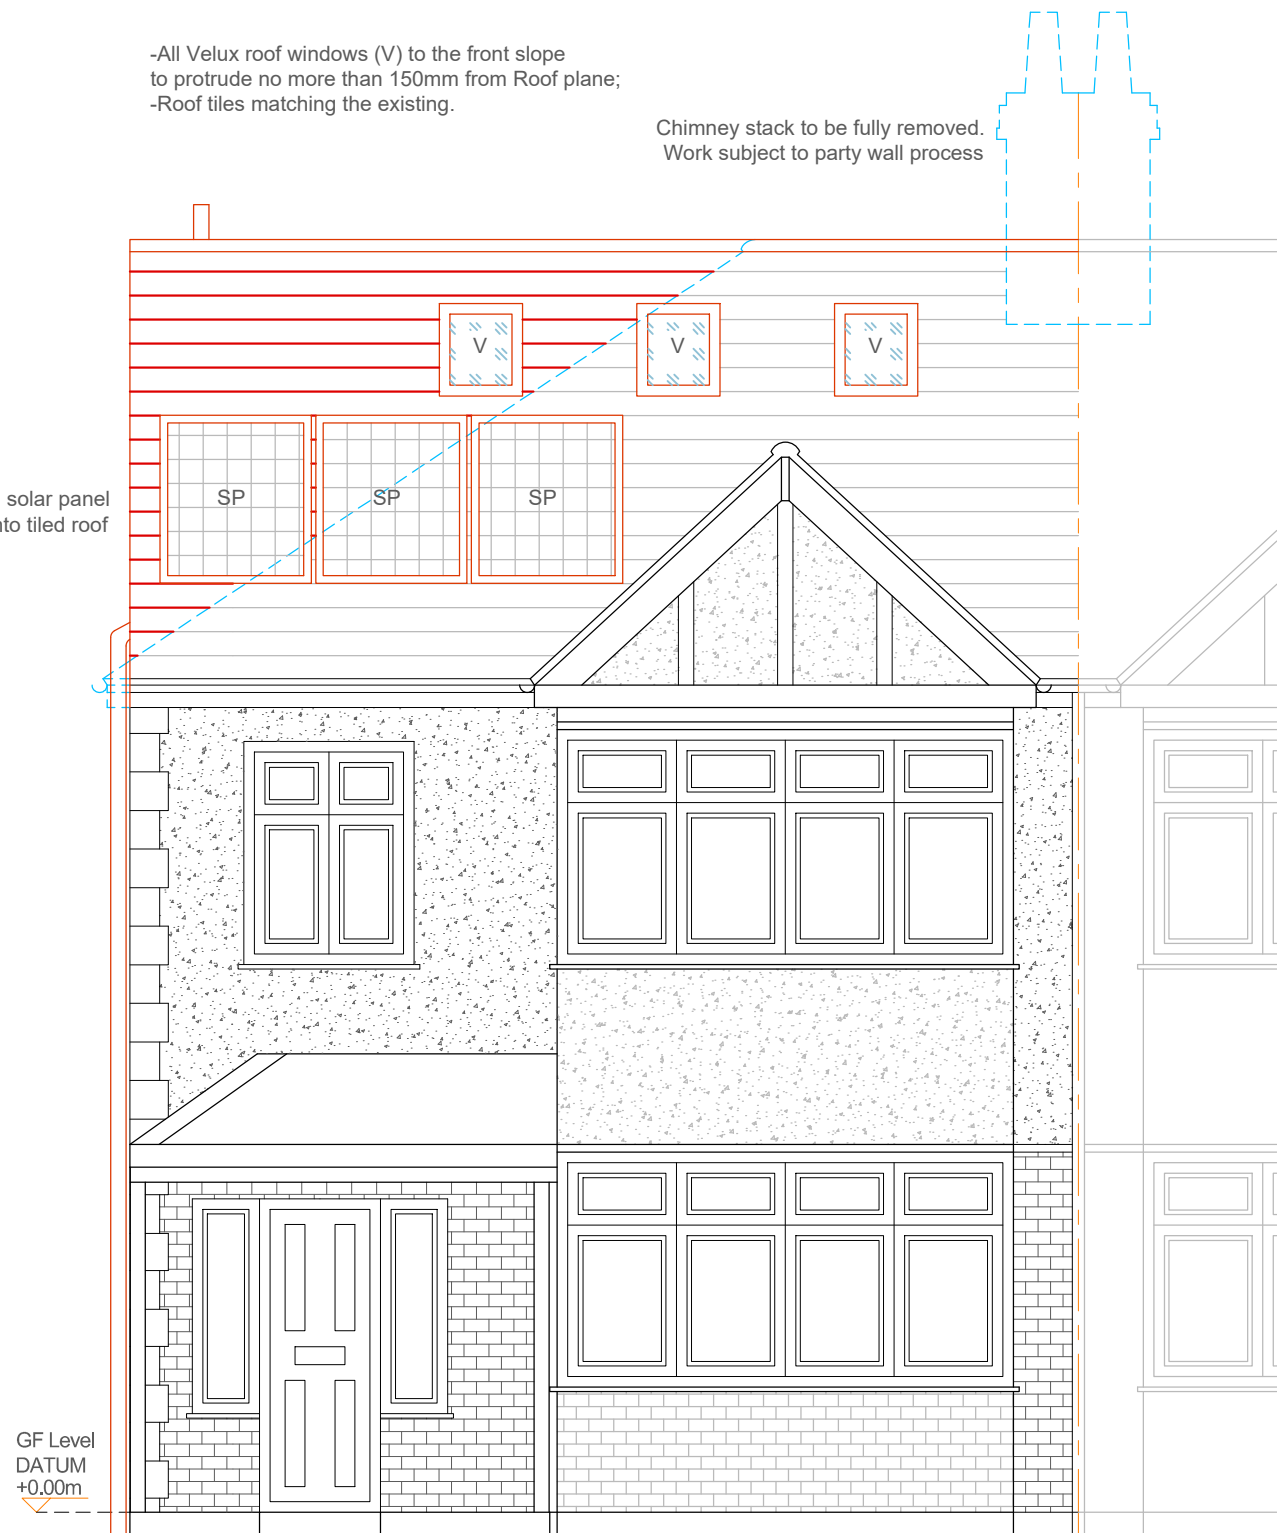 -All Velux roof windows (V) to the front slope
to protrude no more than 150mm from Roof plane;
-Roof tiles matching the existing.
Chimney stack to be fully removed.
Work subject to party wall process
V
V
V
SP
SP
SP
solar panel
tiled roof
GF Level
DATUM
+0.00m